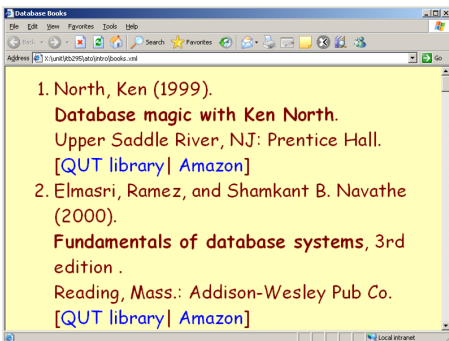 Database Books
File Edit View Favorites Tools Help
Back Search Favorites
Address X:\unit\itb295\ato\intro\books.xml Go
1. North, Ken (1999).
Database magic with Ken North.
Upper Saddle River, NJ: Prentice Hall.
[QUT library| Amazon]
2. Elmasri, Ramez, and Shamkant B. Navathe
(2000).
Fundamentals of database systems, 3rd
edition .
Reading, Mass.: Addison-Wesley Pub Co.
[QUT library| Amazon]
Local intranet